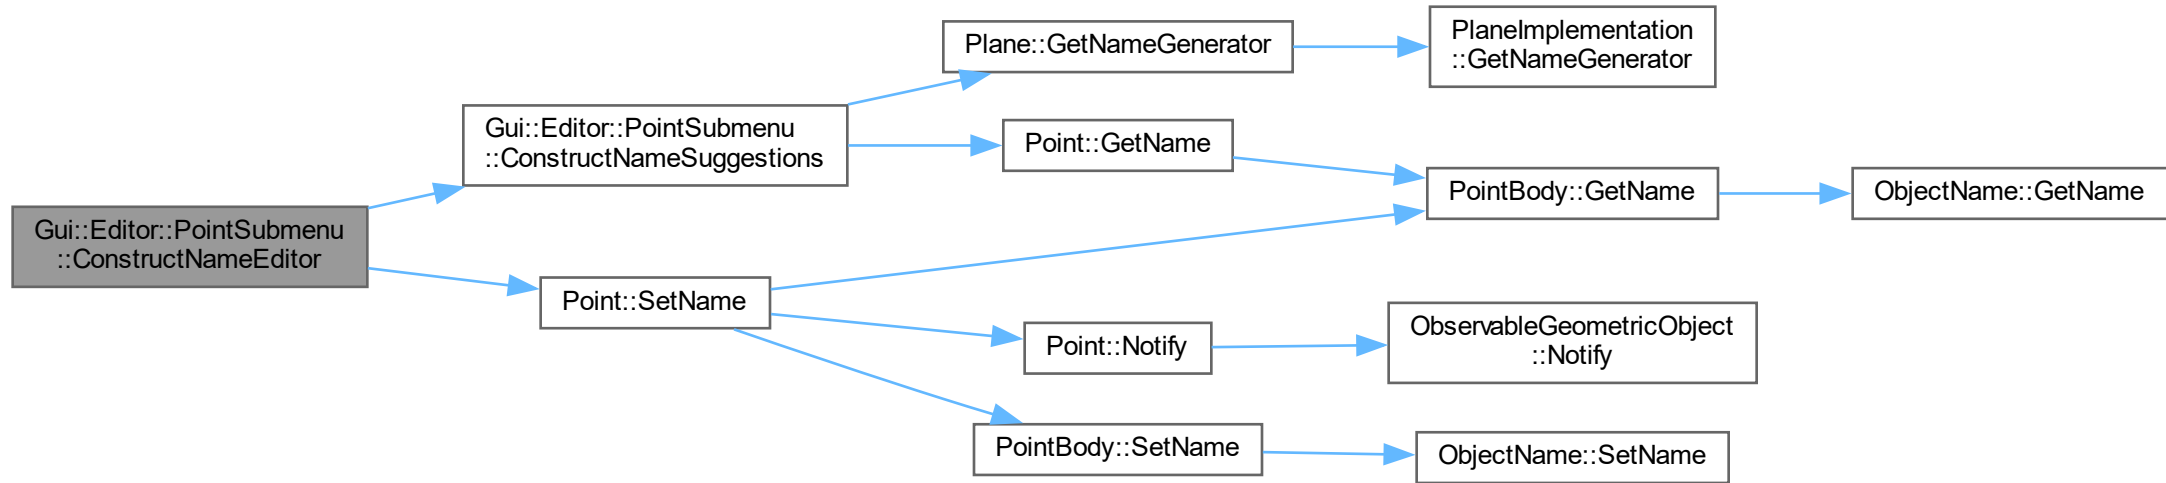 Gui::Editor::PointSubmenu
::ConstructNameEditor
Gui::Editor::PointSubmenu
::ConstructNameSuggestions
Plane::GetNameGenerator
PlaneImplementation
::GetNameGenerator
Point::GetName
PointBody::GetName
ObjectName::GetName
Point::SetName
Point::Notify
ObservableGeometricObject
::Notify
PointBody::SetName
ObjectName::SetName